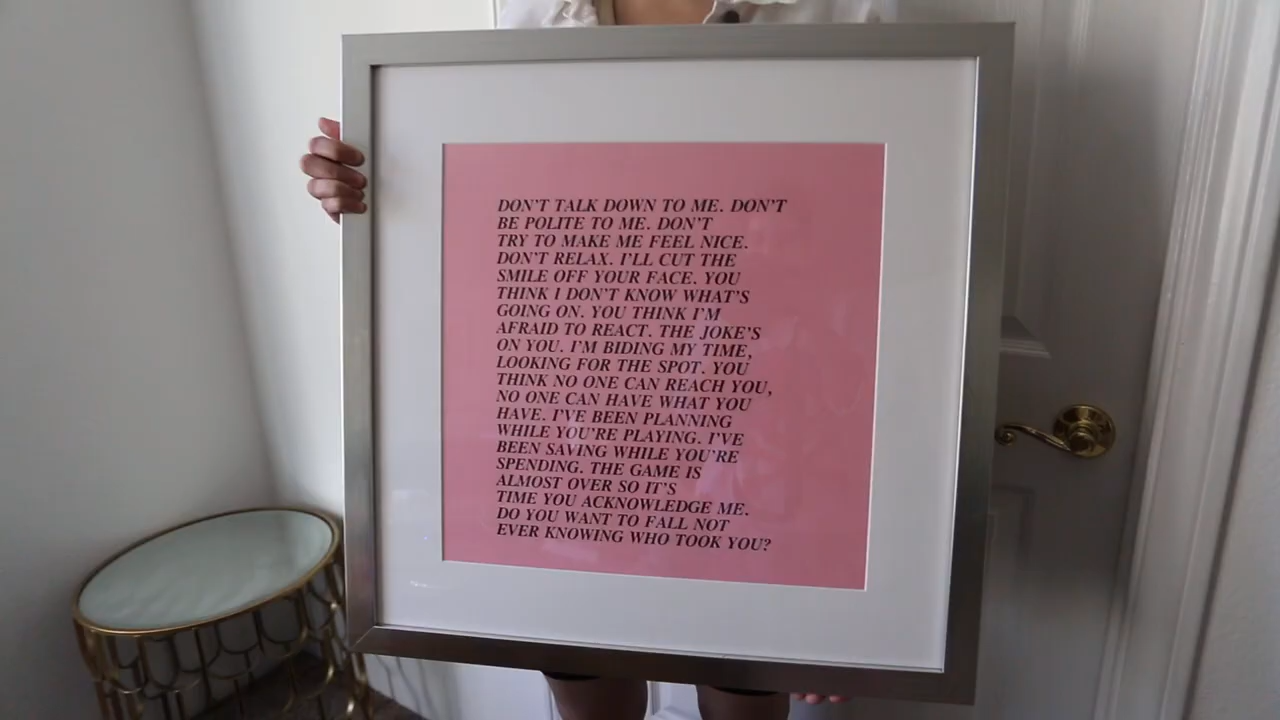 DON'T TALK DOWN TO ME. DON'T
BE POLITE TO ME. DON'T
TRY TO MAKE ME FEEL NICE.
DON'T RELAX. I'LL CUT THE
SMILE OFF YOUR FACE. YOU
THINK I DON'T KNOW WHAT'S
GOING ON. YOU THINK I'M
AFRAID TO REACT. THE JOKE'S
ON YOU. I'M BIDING MY TIME,
LOOKING FOR THE SPOT. YOU
THINK NO ONE CAN REACH YOU,
NO ONE CAN HAVE WHAT YOU
HAVE. I'VE BEEN PLANNING
WHILE YOU'RE PLAYING. I'VE
BEEN SAVING WHILE YOU'RE
SPENDING. THE GAME IS
ALMOST OVER SO IT'S
TIME YOU ACKNOWLEDGE ME.
DO YOU WANT TO FALL NOT
EVER KNOWING WHO TOOK YOU?